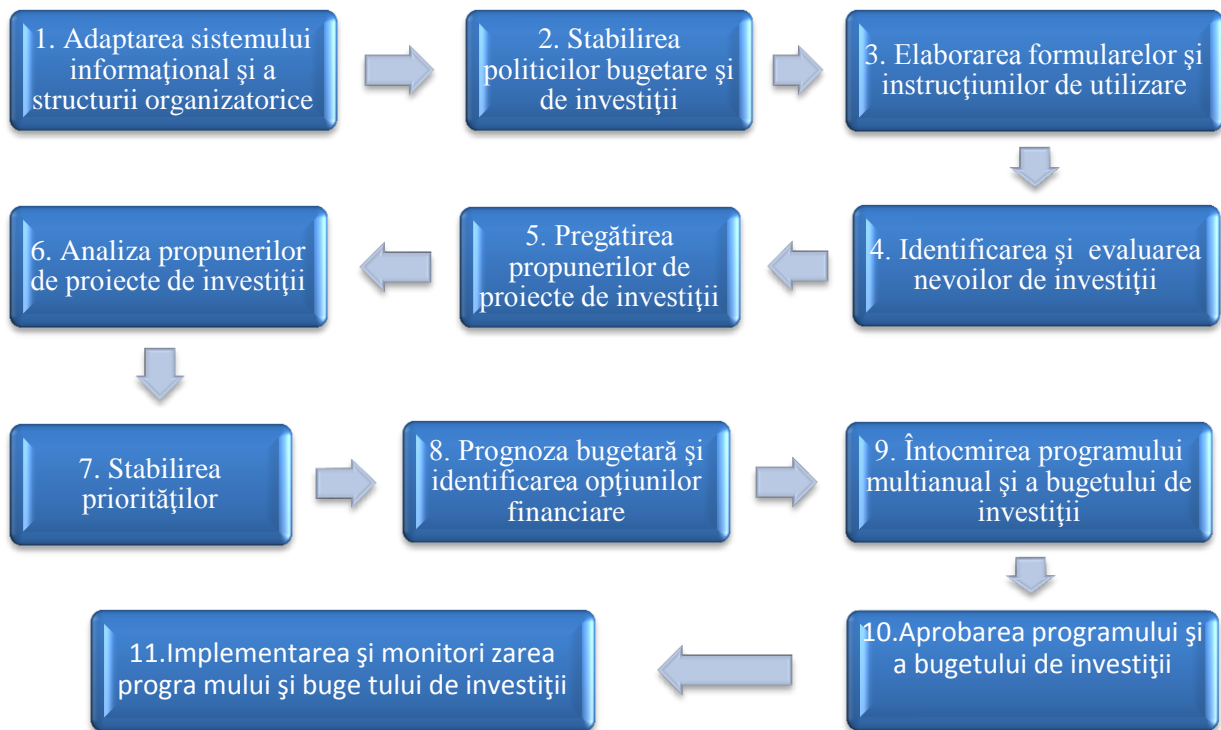 1. Adaptarea sistemului
informaţional şi a
structurii organizatorice
2. Stabilirea
politicilor bugetare şi
de investiţii
3. Elaborarea formularelor şi
instrucţiunilor de utilizare
4. Identificarea şi evaluarea
nevoilor de investiţii
5. Pregătirea
propunerilor de
proiecte de investiţii
6. Analiza propunerilor
de proiecte de investiţii
7. Stabilirea
priorităţilor
8. Prognoza bugetară şi
identificarea opţiunilor
financiare
9. Întocmirea programului
multianual şi a bugetului de
investiţii
10.Aprobarea programului şi
a bugetului de investiţii
11.Implementarea şi monitori zarea
progra mului şi buge tului de investiţii